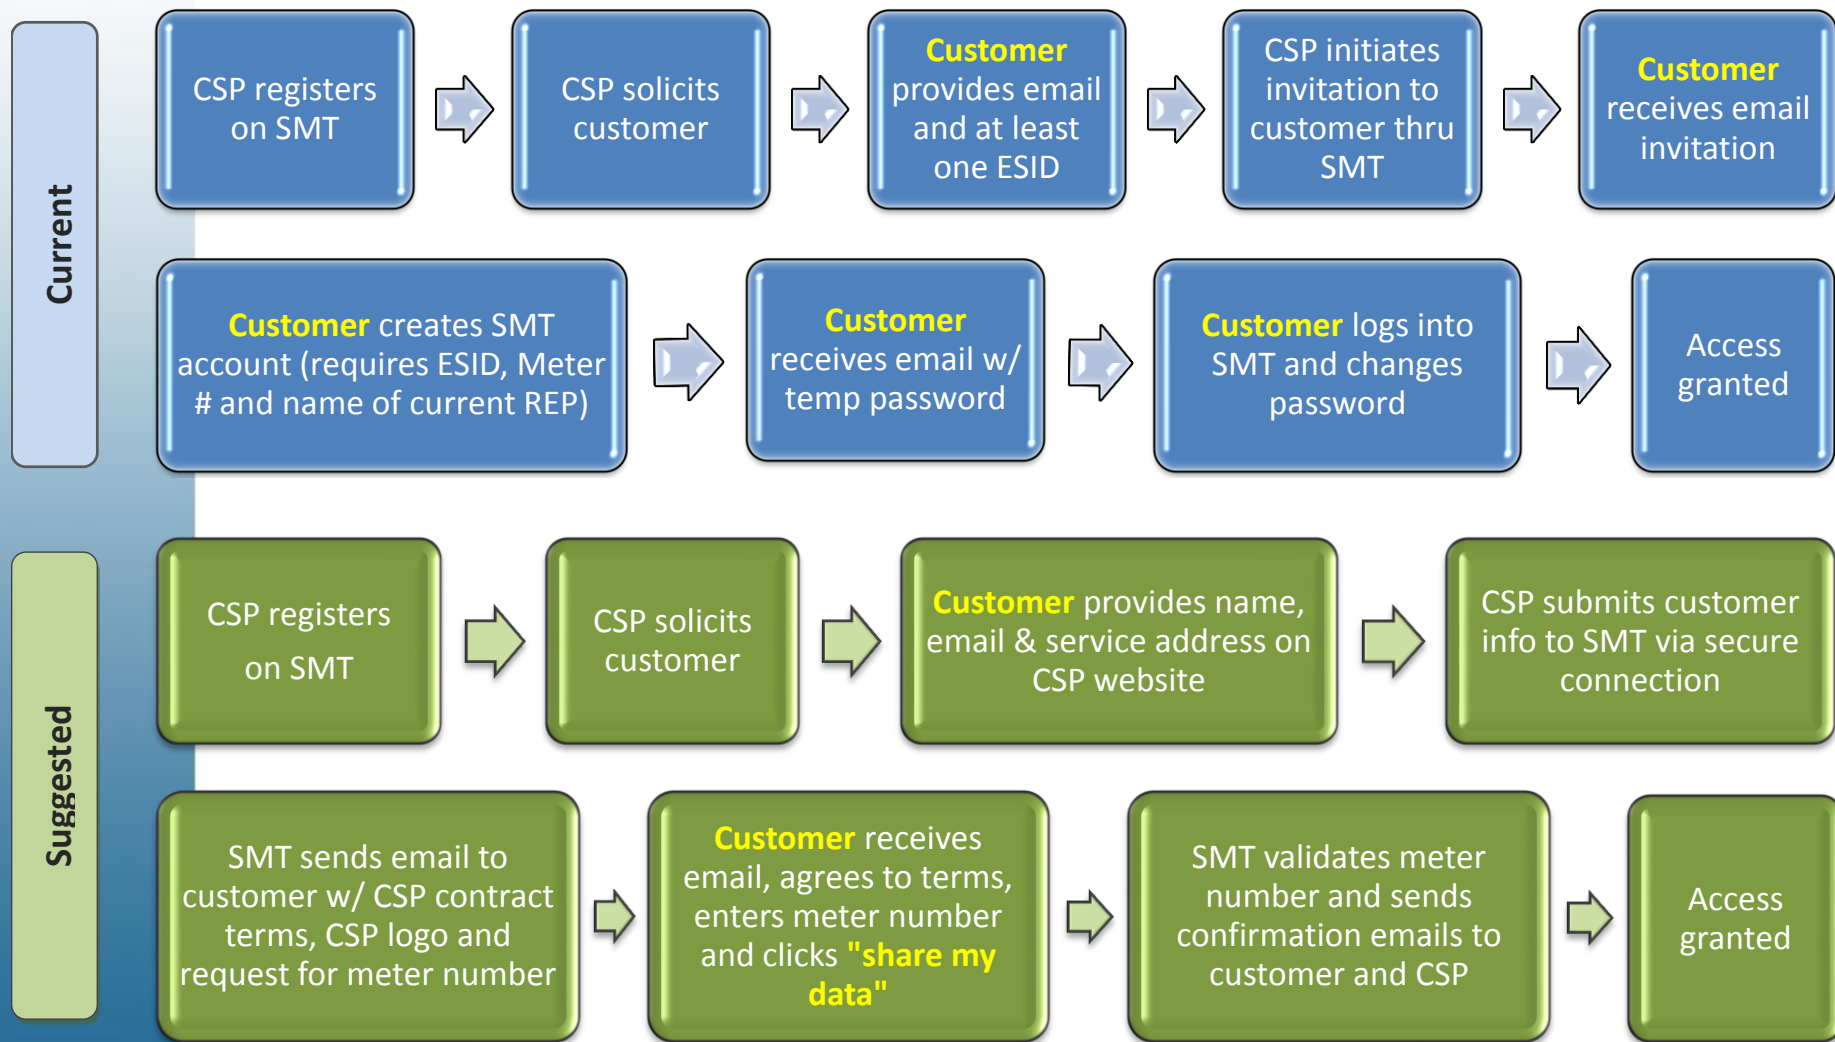 Current
CSP registers
on SMT
CSP solicits
customer
Customer
provides email
and at least
one ESID
CSP initiates
invitation to
customer thru
SMT
Customer
receives email
invitation
Customer creates SMT
account (requires ESID, Meter
# and name of current REP)
Customer
receives email w/
temp password
Customer logs into
SMT and changes
password
Access
granted
Suggested
CSP registers
on SMT
CSP solicits
customer
Customer provides name,
email & service address on
CSP website
CSP submits customer
info to SMT via secure
connection
SMT sends email to
customer w/ CSP contract
terms, CSP logo and
request for meter number
Customer receives
email, agrees to terms,
enters meter number
and clicks "share my
data"
SMT validates meter
number and sends
confirmation emails to
customer and CSP
Access
granted